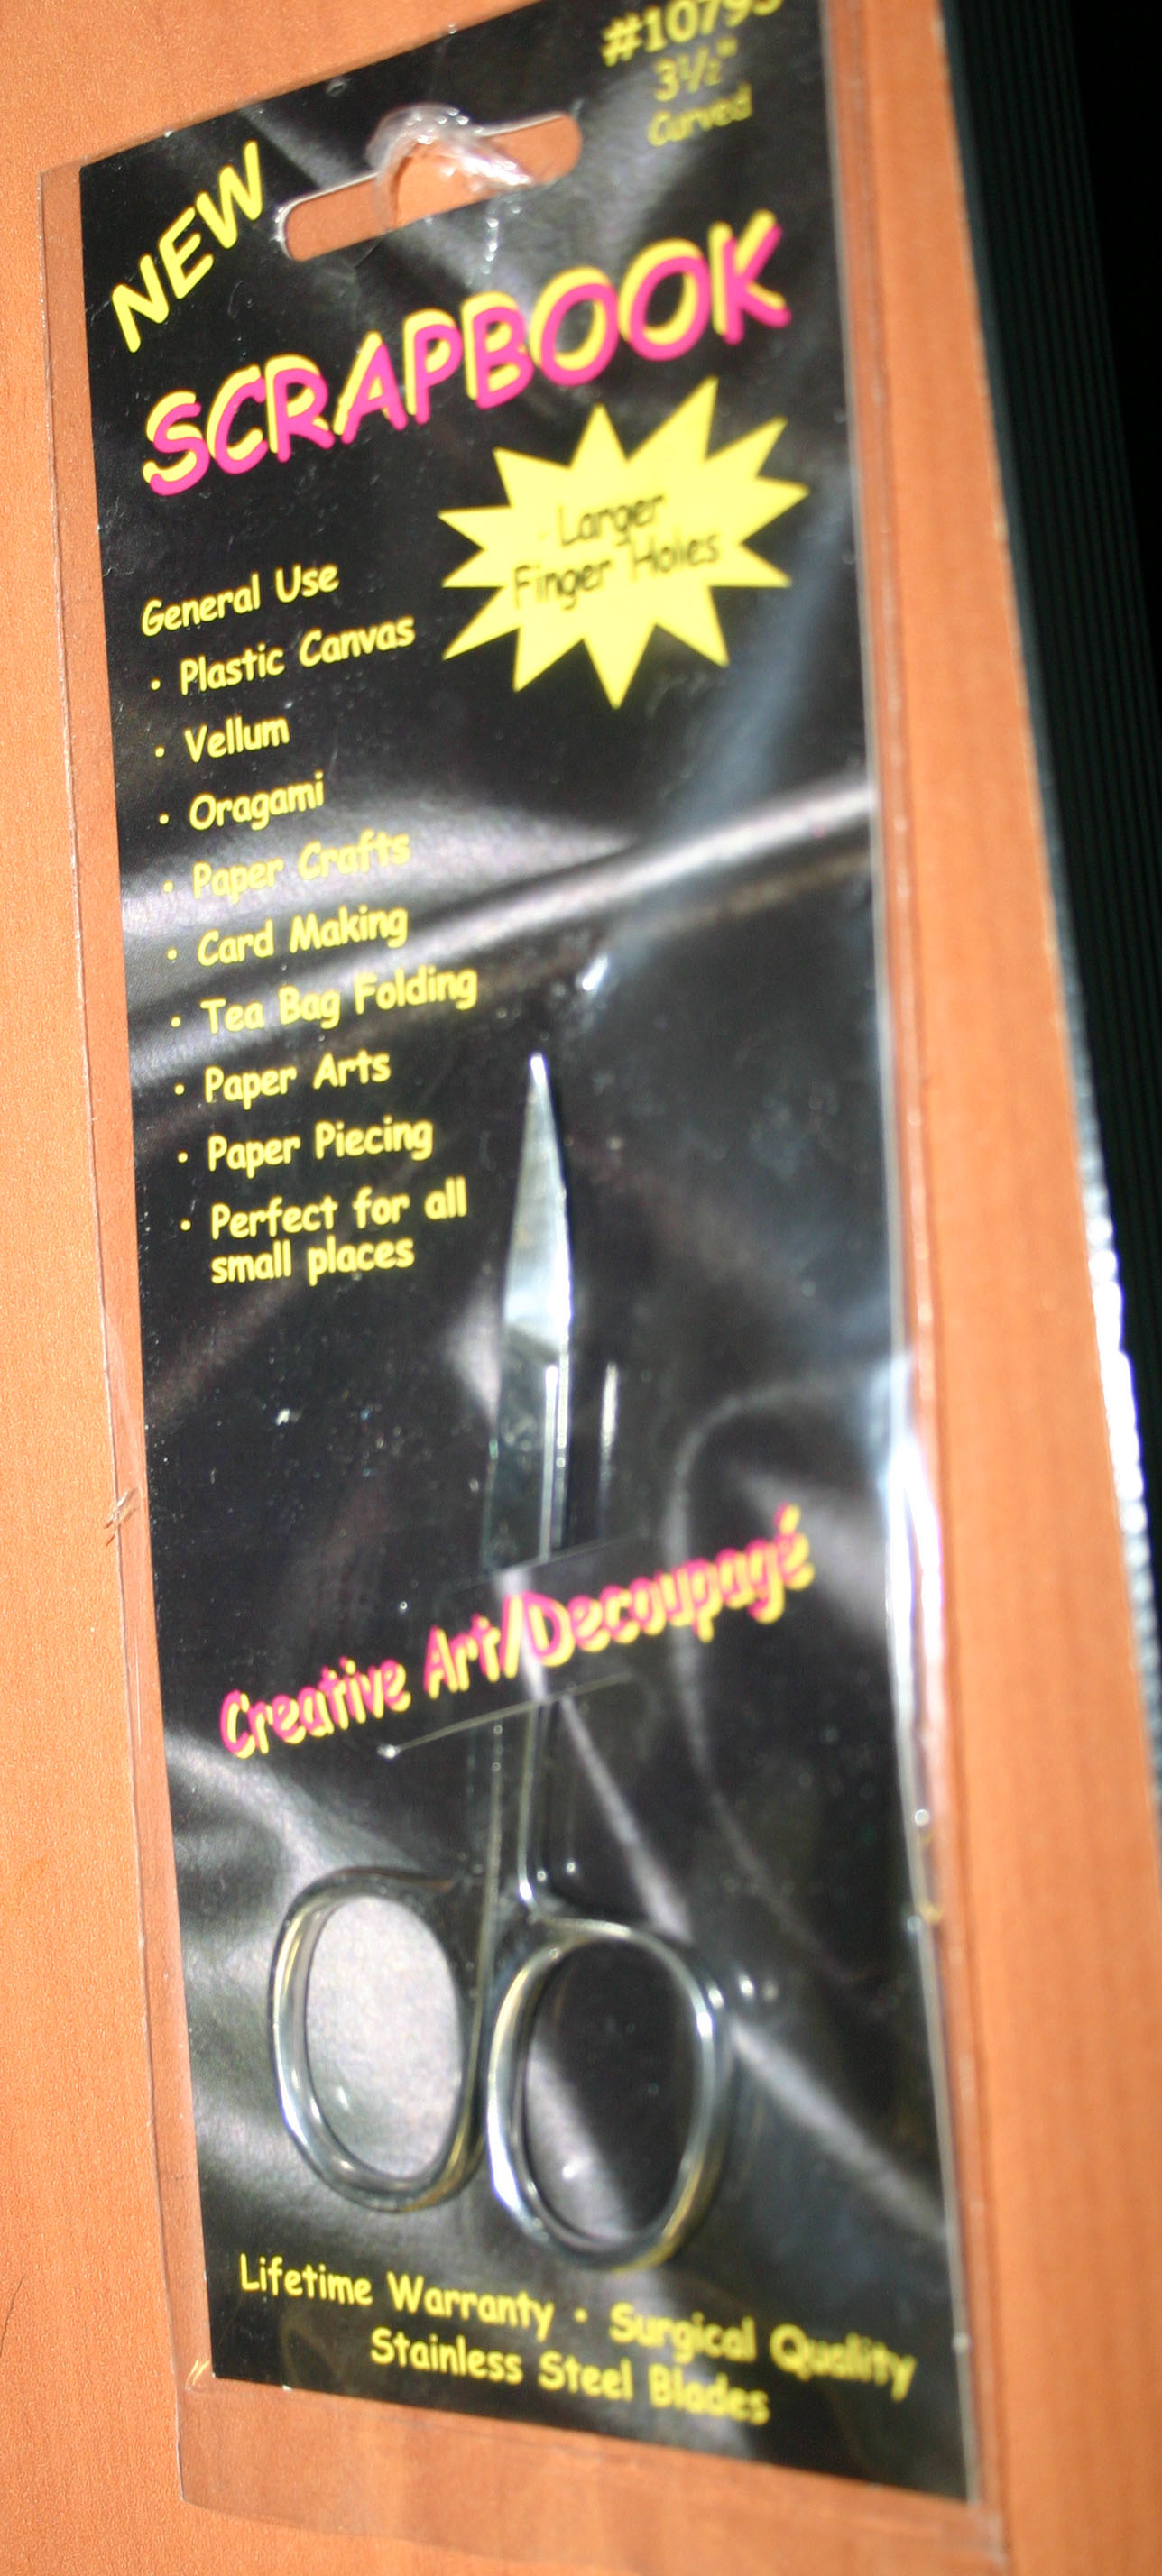 #10793
3½"
Curved
NEW
SCRAPBOOK
Larger
Finger Holes
General Use
· Plastic Canvas
· Vellum
· Oragami
· Paper Crafts
· Card Making
· Tea Bag Folding
· Paper Arts
· Paper Piecing
· Perfect for all
small places
Creative Art/Decoupagé
Lifetime Warranty · Surgical Quality
Stainless Steel Blades